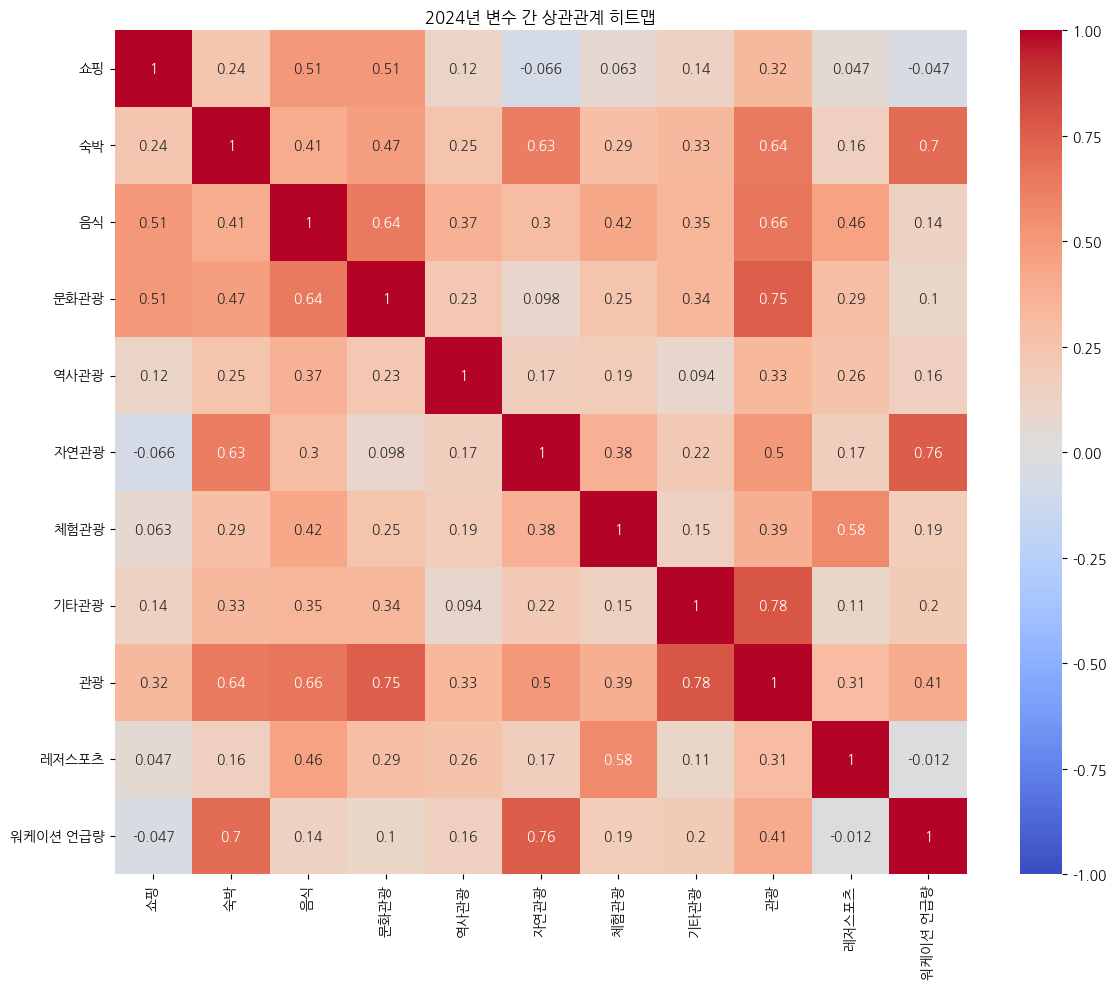 2024년 변수 간 상관관계 히트맵
쇼핑 1 0.24 0.51 0.51 0.12 -0.066 0.063 0.14 0.32 0.047 -0.047
숙박 0.24 1 0.41 0.47 0.25 0.63 0.29 0.33 0.64 0.16 0.7
음식 0.51 0.41 1 0.64 0.37 0.3 0.42 0.35 0.66 0.46 0.14
문화관광 0.51 0.47 0.64 1 0.23 0.098 0.25 0.34 0.75 0.29 0.1
역사관광 0.12 0.25 0.37 0.23 1 0.17 0.19 0.094 0.33 0.26 0.16
자연관광 -0.066 0.63 0.3 0.098 0.17 1 0.38 0.22 0.5 0.17 0.76
체험관광 0.063 0.29 0.42 0.25 0.19 0.38 1 0.15 0.39 0.58 0.19
기타관광 0.14 0.33 0.35 0.34 0.094 0.22 0.15 1 0.78 0.11 0.2
관광 0.32 0.64 0.66 0.75 0.33 0.5 0.39 0.78 1 0.31 0.41
레저스포츠 0.047 0.16 0.46 0.29 0.26 0.17 0.58 0.11 0.31 1 -0.012
워케이션 언급량 -0.047 0.7 0.14 0.1 0.16 0.76 0.19 0.2 0.41 -0.012 1
쇼핑 숙박 음식 문화관광 역사관광 자연관광 체험관광 기타관광 관광 레저스포츠 워케이션 언급량
1.00
0.75
0.50
0.25
0.00
-0.25
-0.50
-0.75
-1.00